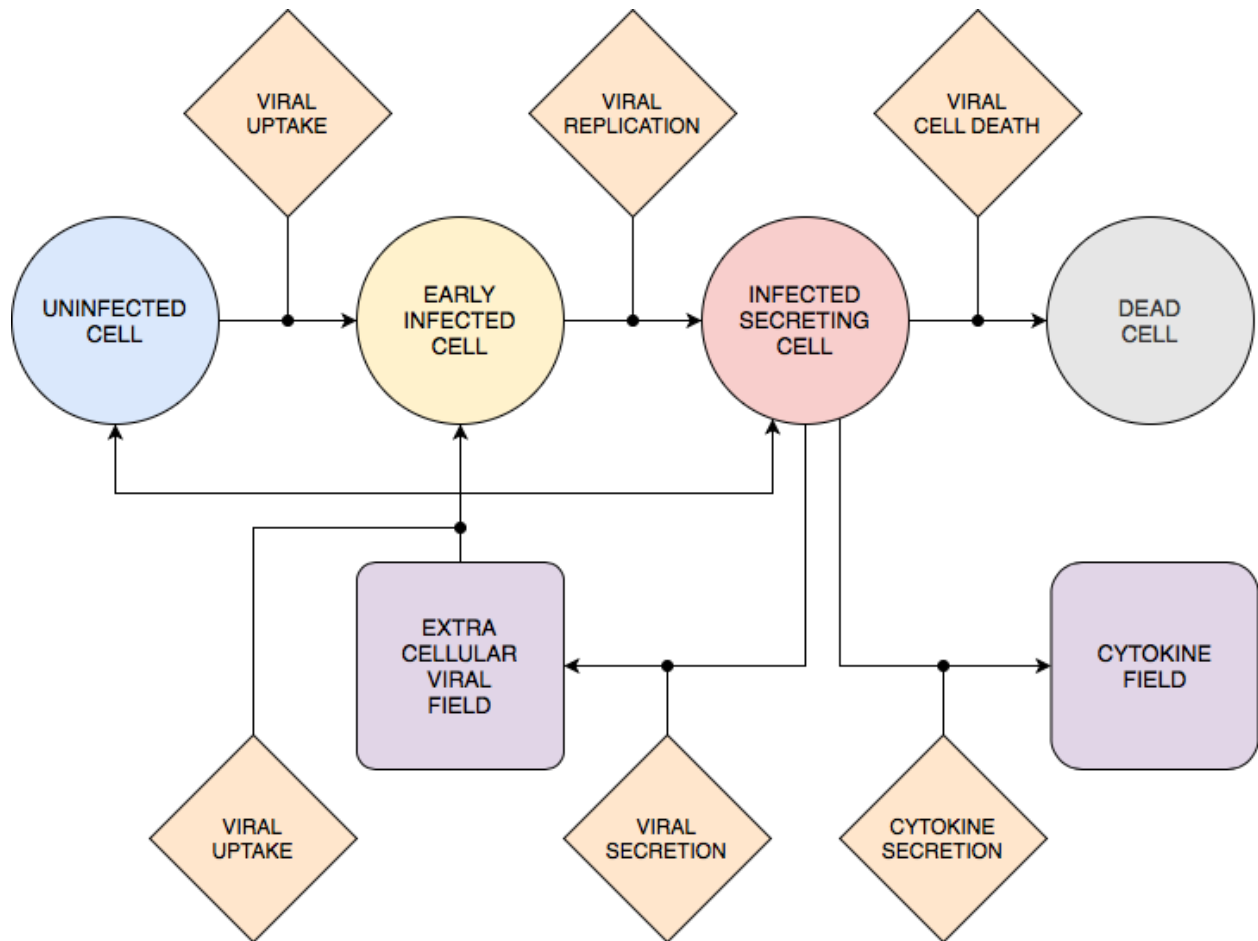 VIRAL
UPTAKE
VIRAL
REPLICATION
VIRAL
CELL DEATH
UNINFECTED
CELL
EARLY
INFECTED
CELL
INFECTED
SECRETING
CELL
DEAD
CELL
EXTRA
CELLULAR
VIRAL
FIELD
CYTOKINE
FIELD
VIRAL
UPTAKE
VIRAL
SECRETION
CYTOKINE
SECRETION